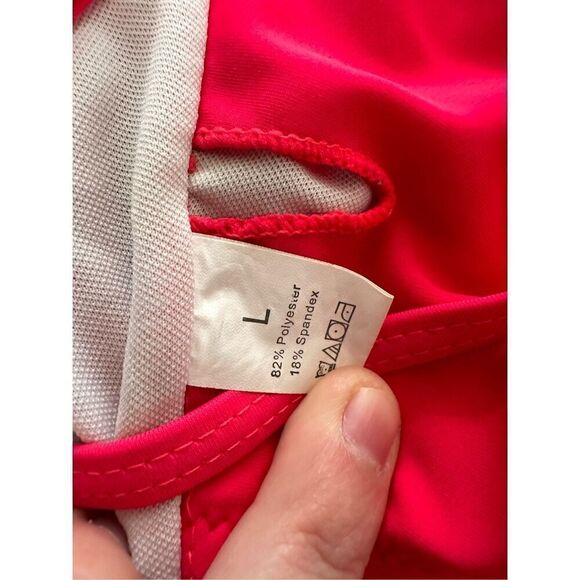 L
82% Polyester
18% Spandex